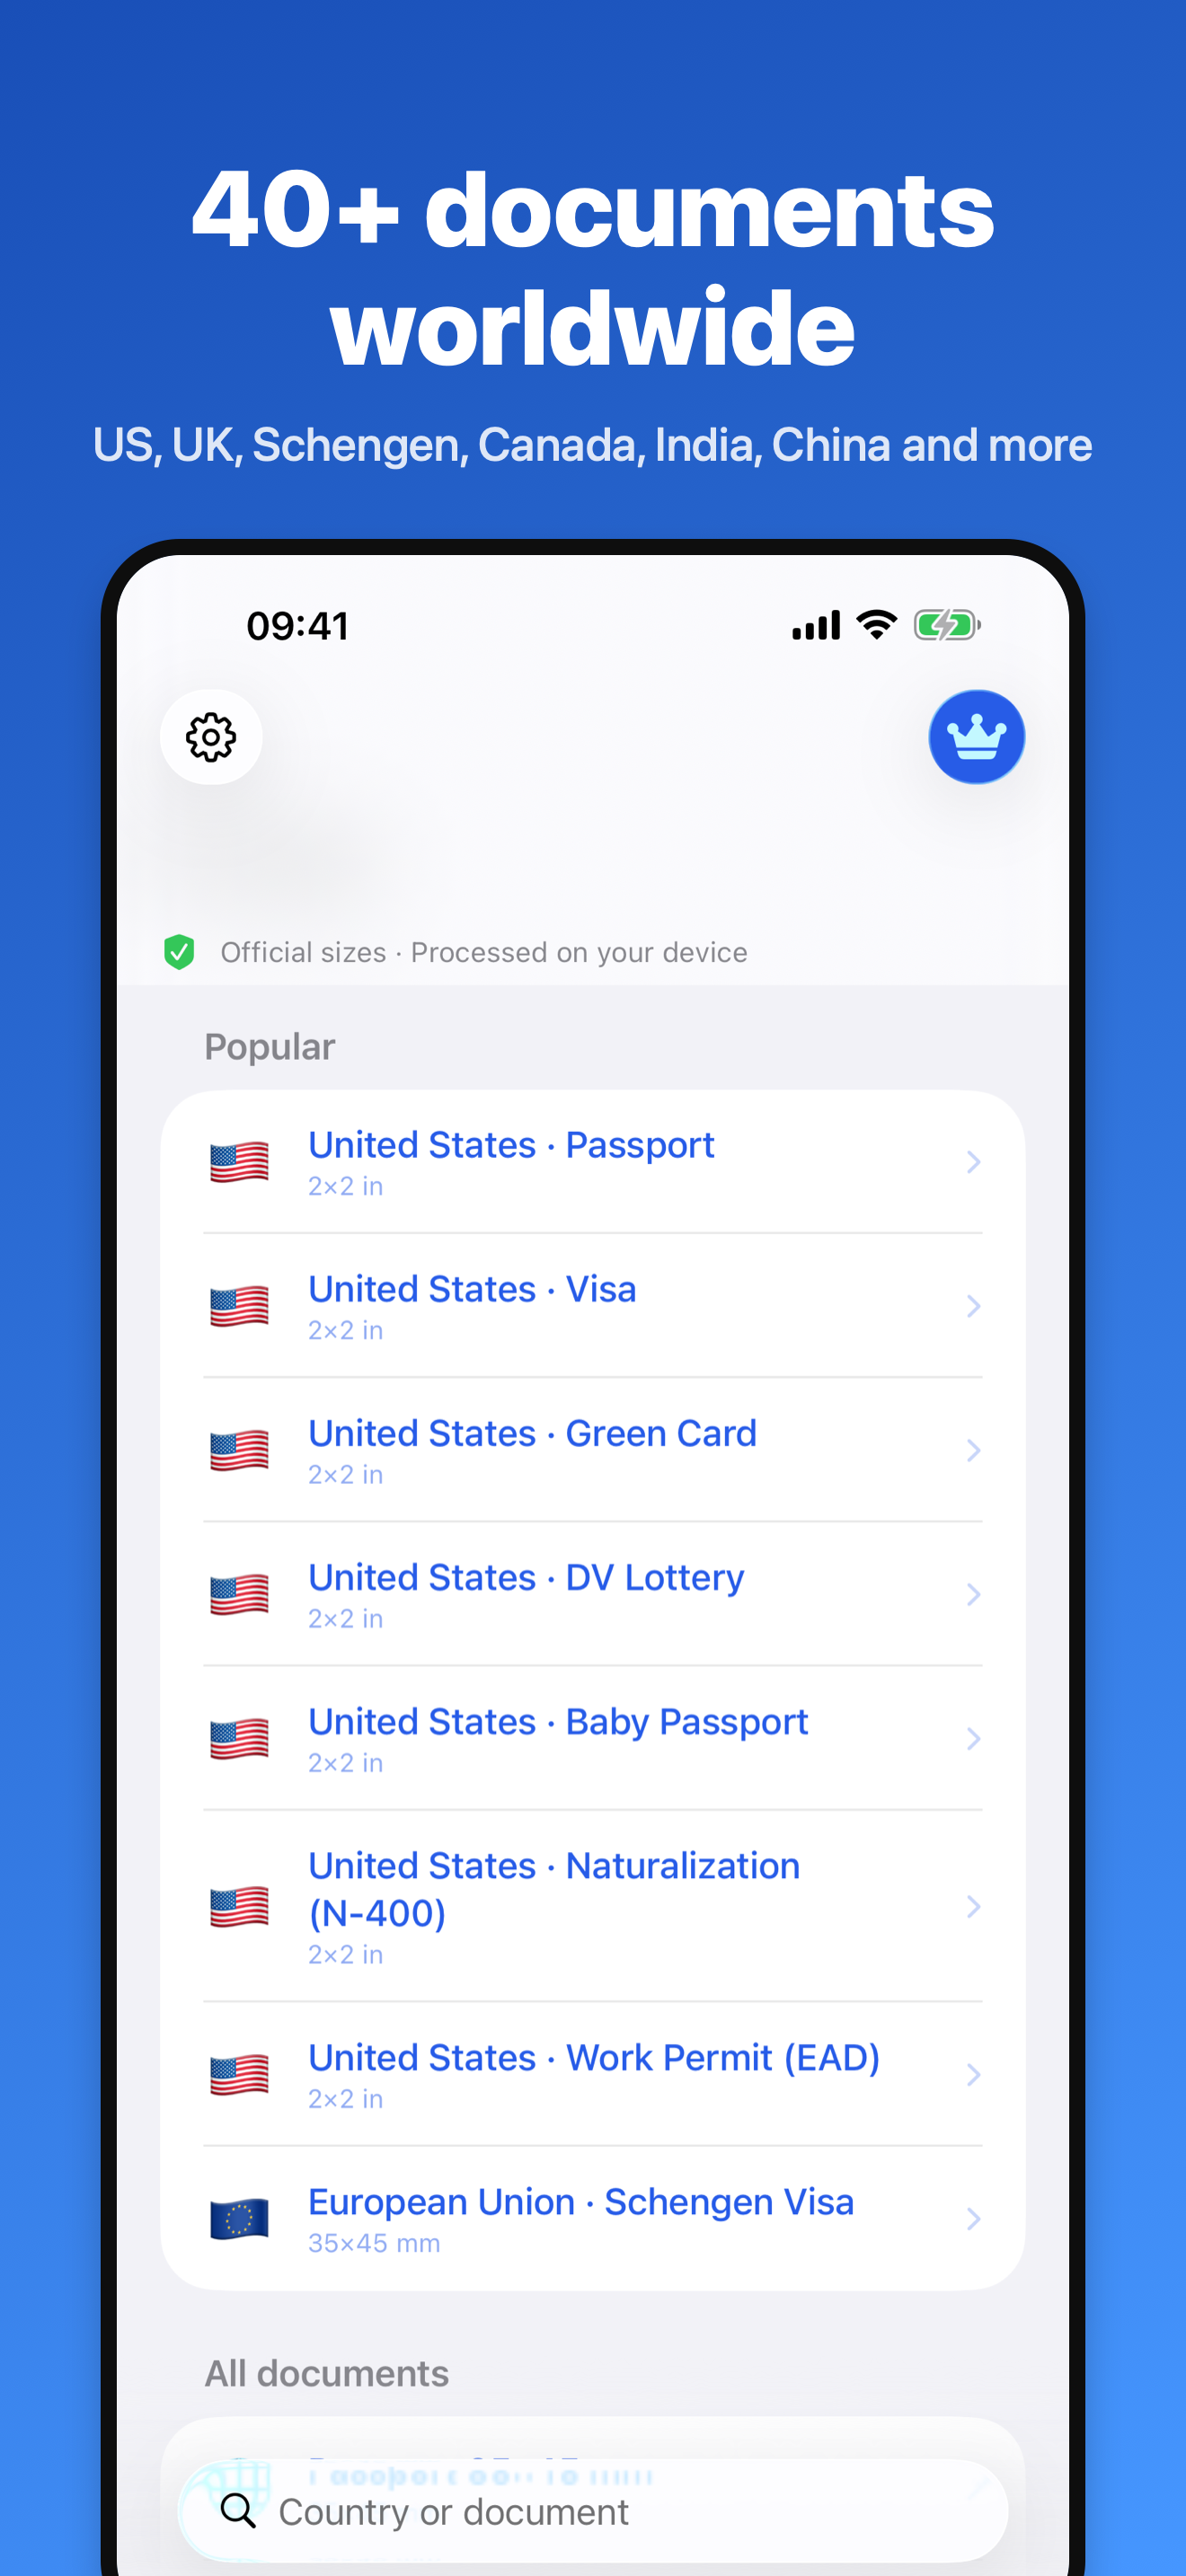 40+ documents
worldwide
US, UK, Schengen, Canada, India, China and more
09:41
Official sizes · Processed on your device
Popular
United States · Passport
2×2 in
United States · Visa
2×2 in
United States · Green Card
2×2 in
United States · DV Lottery
2×2 in
United States · Baby Passport
2×2 in
United States · Naturalization
(N-400)
2×2 in
United States · Work Permit (EAD)
2×2 in
European Union · Schengen Visa
35×45 mm
All documents
Country or document